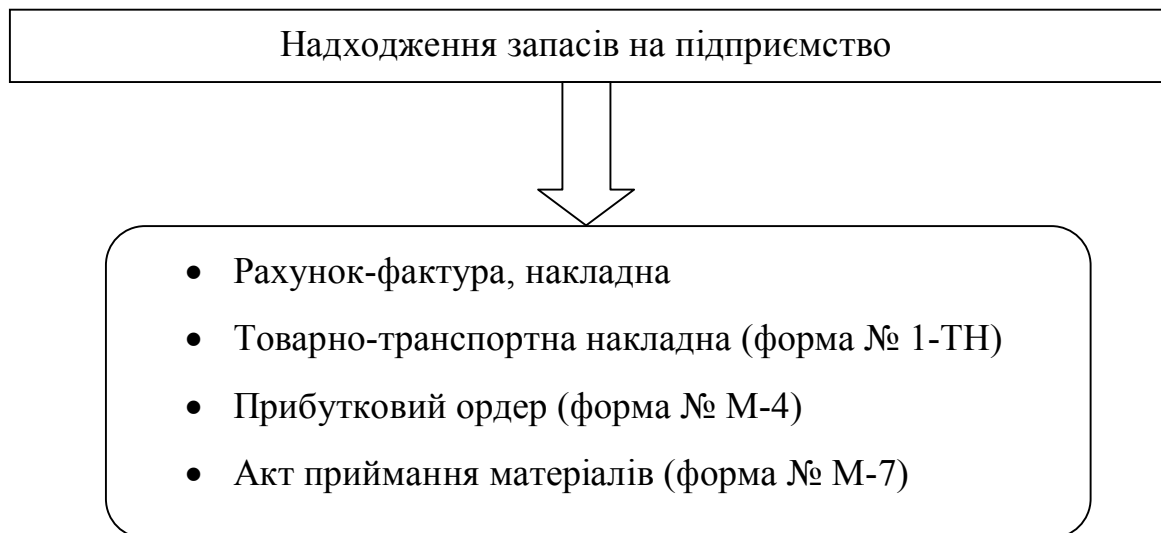 Надходження запасів на підприємство
• Рахунок-фактура, накладна
• Товарно-транспортна накладна (форма № 1-ТН)
• Прибутковий ордер (форма № М-4)
• Акт приймання матеріалів (форма № М-7)